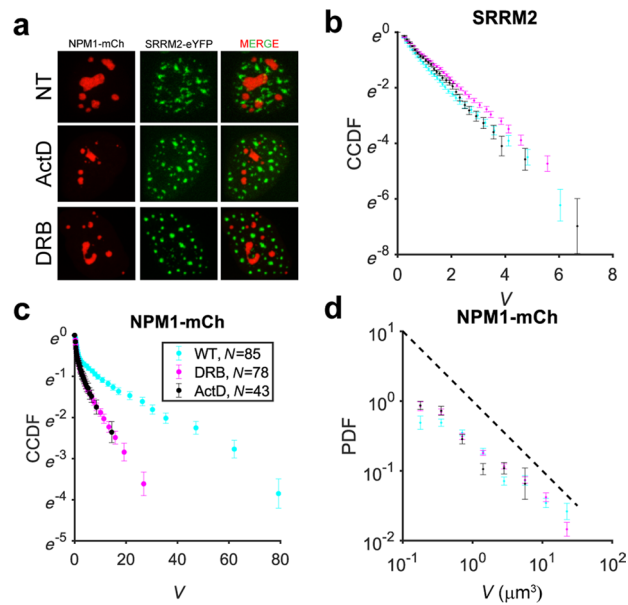 a
NPM1-mCh SRRM2-eYFP MERGE
NT
ActD
DRB
b
SRRM2
e^0
e^-2
e^-4
e^-6
e^-8
CCDF
0 2 4 6 8
V
c
NPM1-mCh
e^0
e^-1
e^-2
e^-3
e^-4
e^-5
CCDF
WT, N=85
DRB, N=78
ActD, N=43
0 20 40 60 80
V
d
NPM1-mCh
10^1
10^0
10^-1
10^-2
PDF
10^-1 10^0 10^1 10^2
V (μm^3)